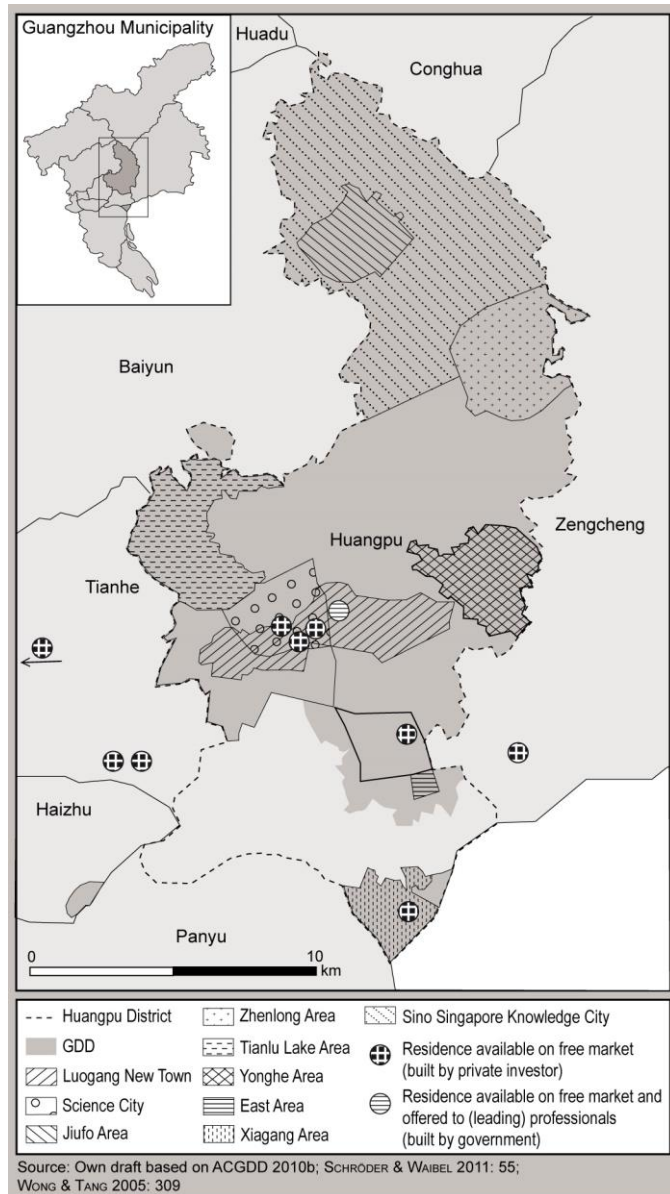 Guangzhou Municipality
Huadu
Conghua
Baiyun
Zengcheng
Huangpu
Tianhe
Haizhu
Panyu
0 10
km
Huangpu District
GDD
Luogang New Town
Science City
Jiufo Area
Zhenlong Area
Tianlu Lake Area
Yonghe Area
East Area
Xiagang Area
Sino Singapore Knowledge City
Residence available on free market
(built by private investor)
Residence available on free market and
offered to (leading) professionals
(built by government)
Source: Own draft based on ACGDD 2010b; SCHRÖDER & WAIBEL 2011: 55;
WONG & TANG 2005: 309